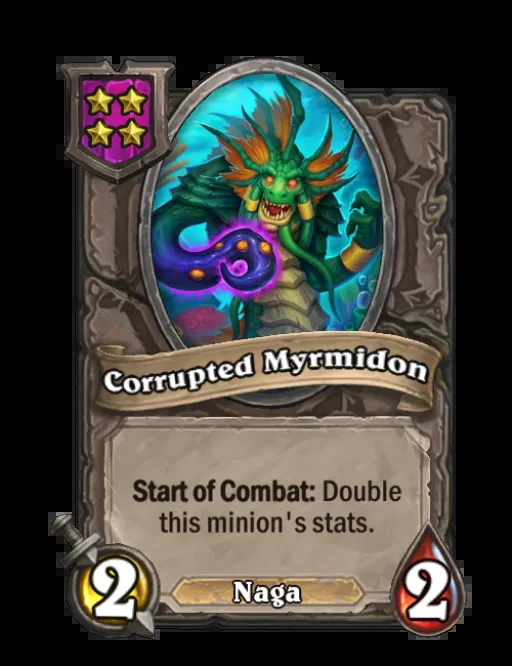 Corrupted Myrmidon
Start of Combat: Double
this minion's stats.
2
Naga
2